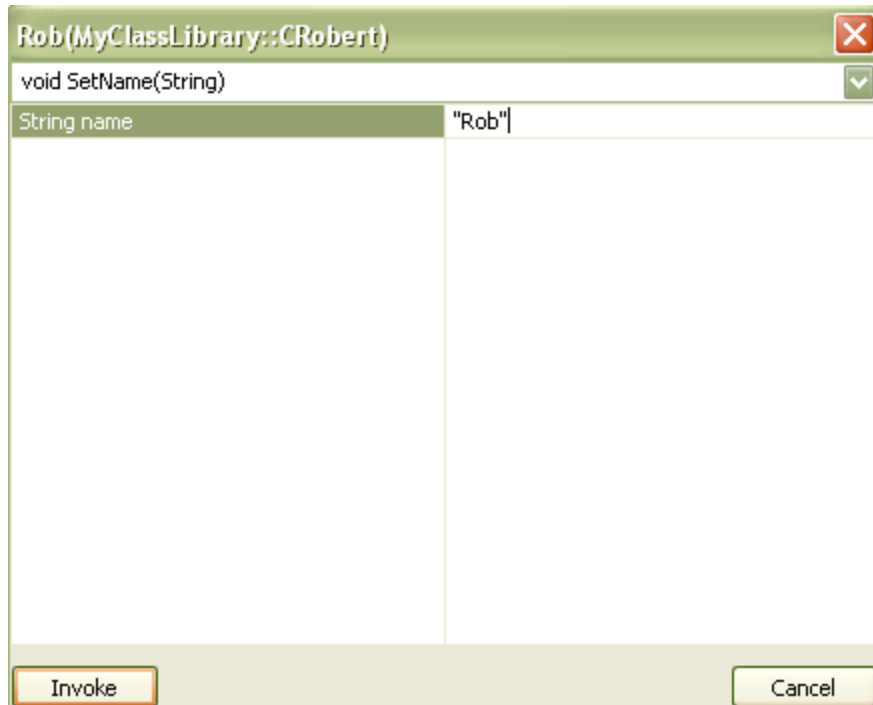 Rob(MyClassLibrary::CRobert)
void SetName(String)
String name "Rob"
Invoke Cancel